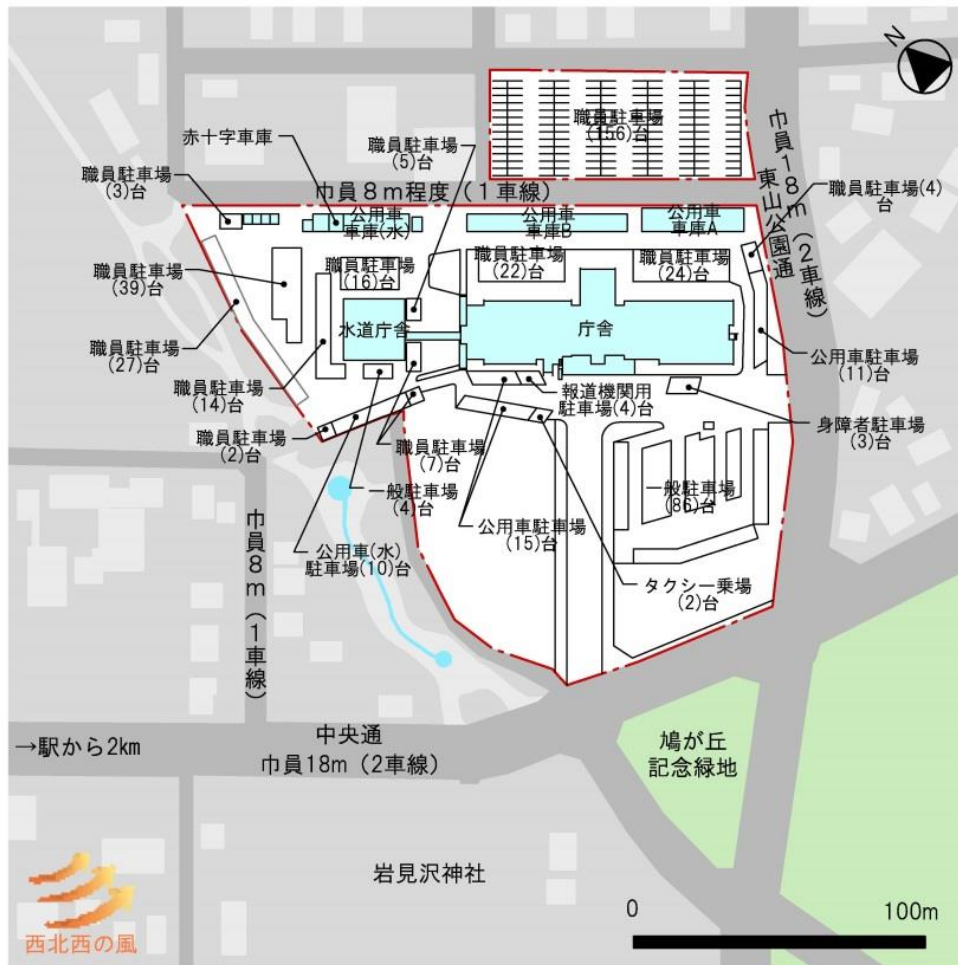 N
職員駐車場
(156)台
赤十字車庫
職員駐車場
(5)台
職員駐車場
(3)台
巾員8m程度(1車線)
巾員18m(2車線)
東山公園通
職員駐車場(4)
台
公用車
車庫(水)
公用車
車庫B
公用車
車庫A
職員駐車場
(39)台
職員駐車場
(16)台
職員駐車場
(22)台
職員駐車場
(24)台
水道庁舎
庁舎
職員駐車場
(27)台
公用車駐車場
(11)台
職員駐車場
(14)台
報道機関用
駐車場(4)台
身障者駐車場
(3)台
職員駐車場
(2)台
職員駐車場
(7)台
一般駐車場
(4)台
一般駐車場
(86)台
公用車駐車場
(15)台
公用車(水)
駐車場(10)台
タクシー乗場
(2)台
巾員8m(1車線)
→駅から2km
中央通
巾員18m(2車線)
鳩が丘
記念緑地
岩見沢神社
西北西の風
0
100m